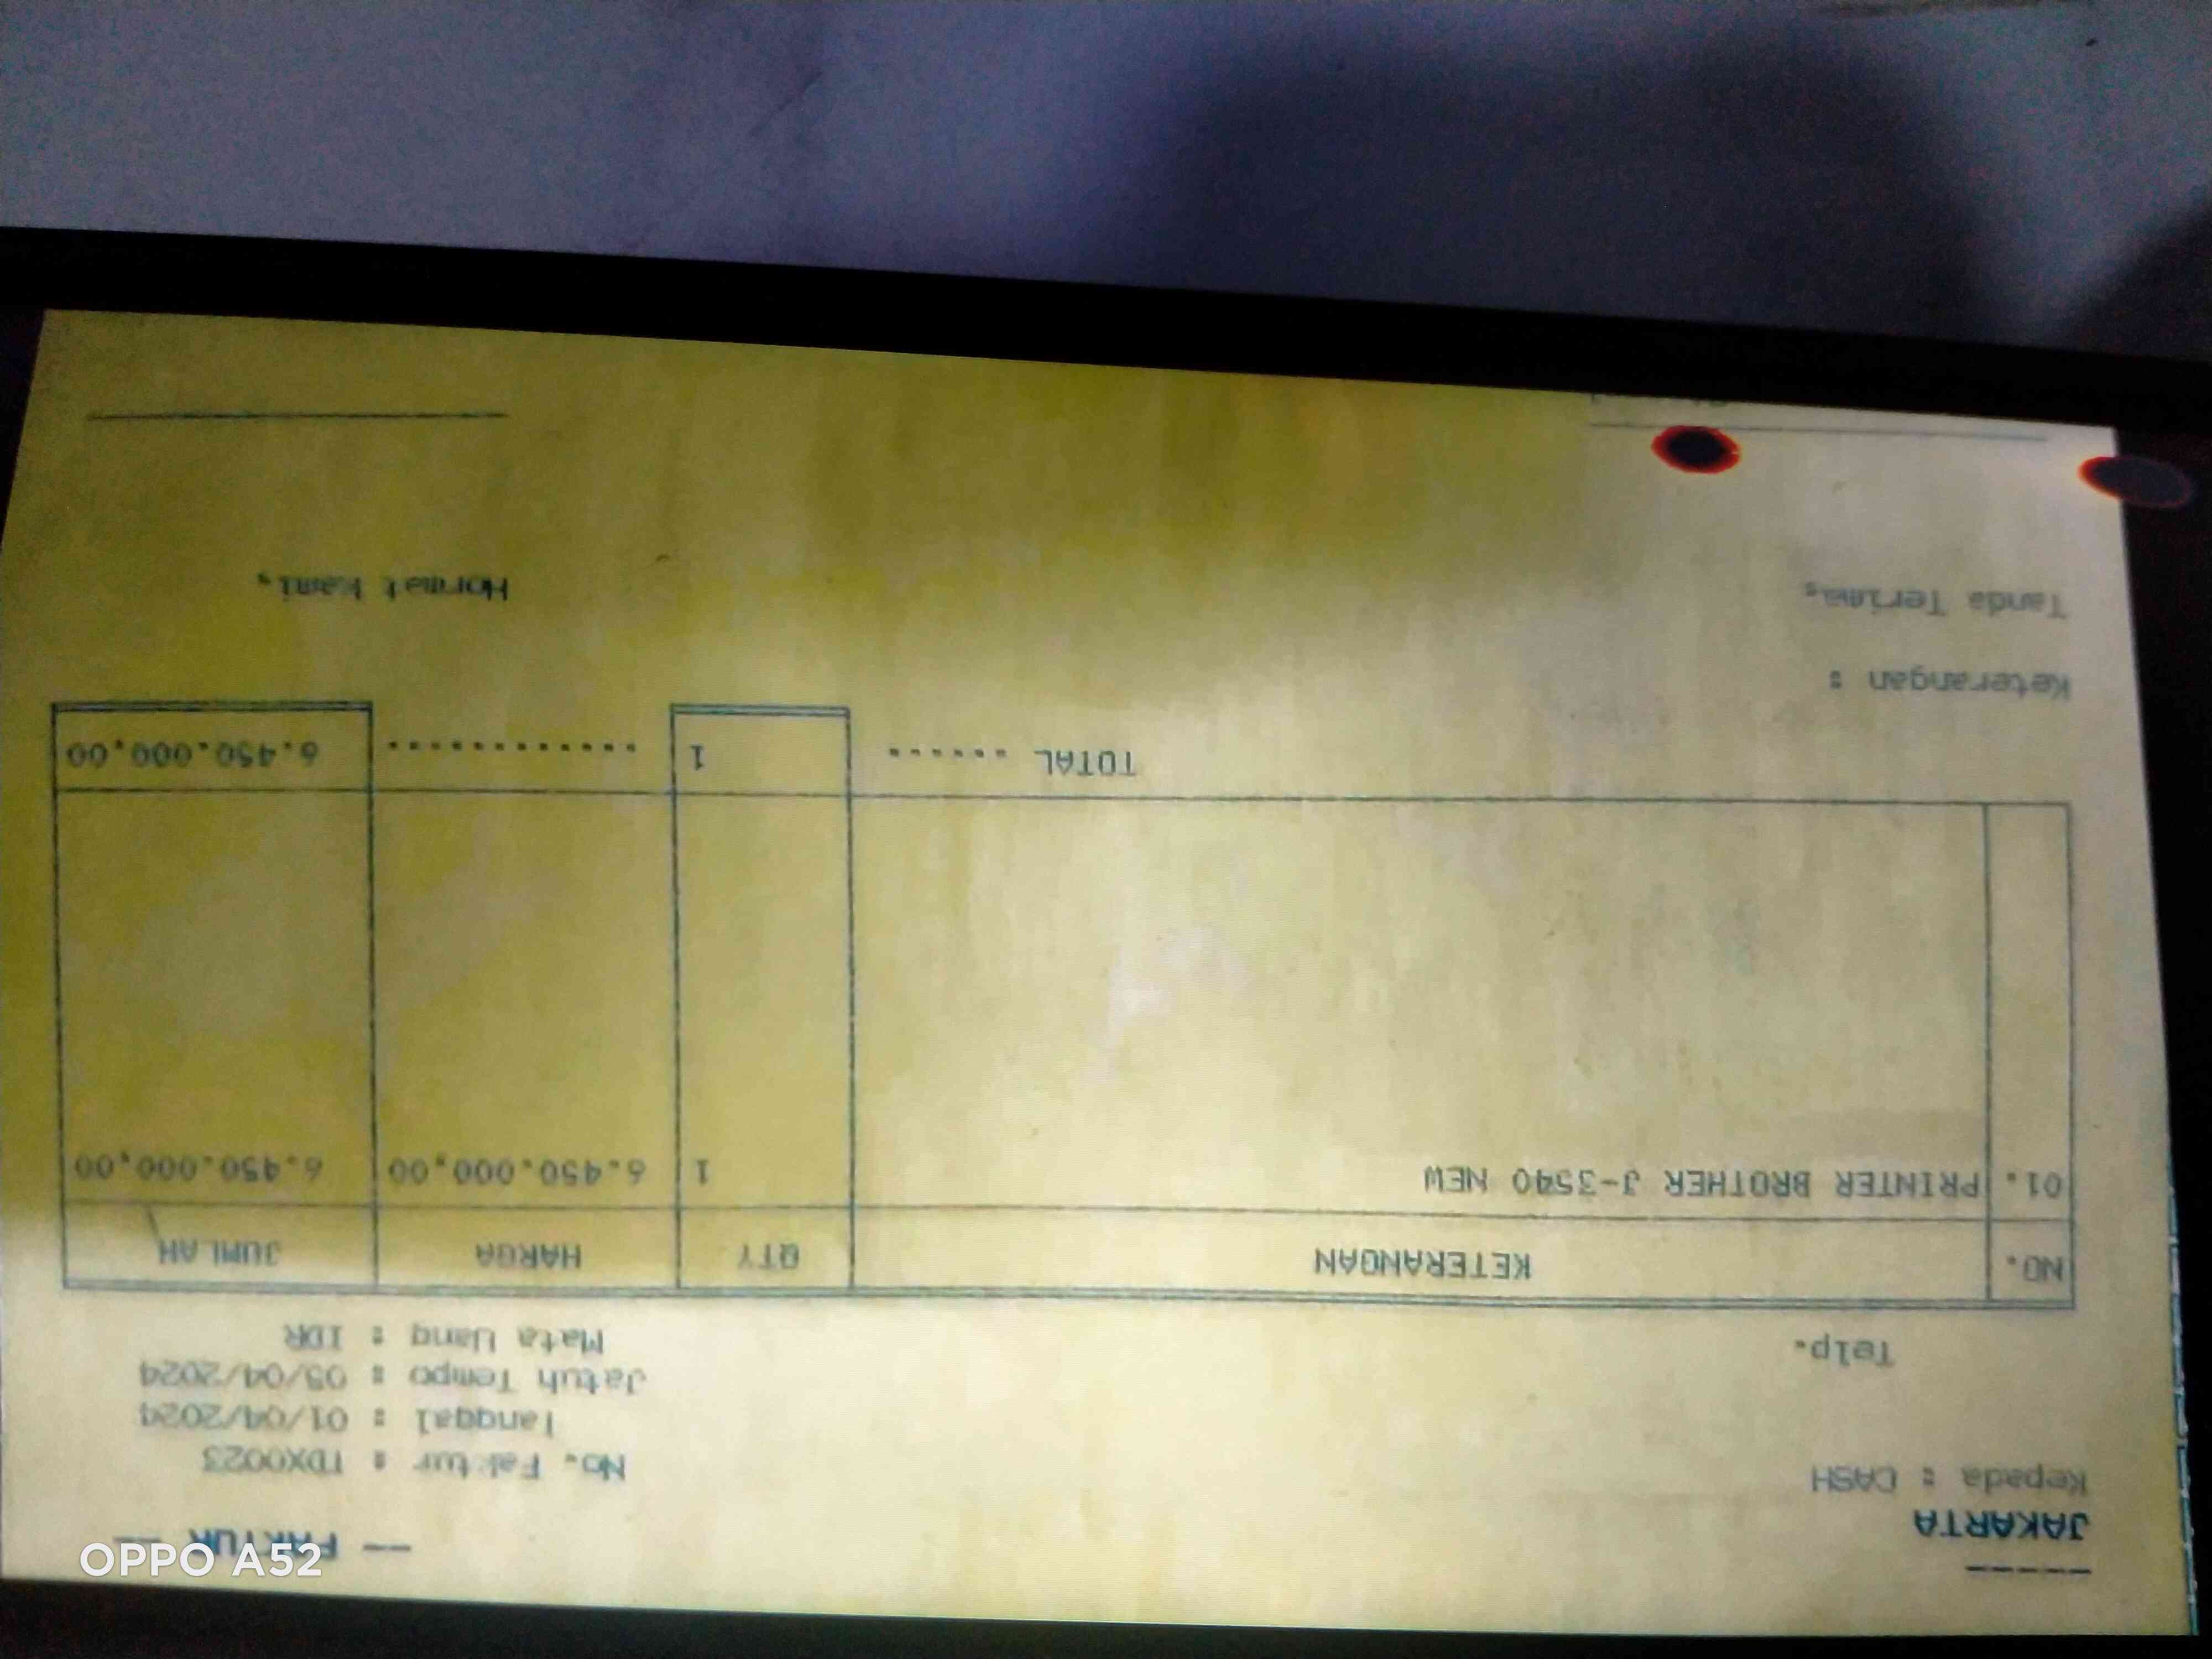 -----
JAKARTA
-- FAKTUR --
Kepada : CASH
No. Faktur : TDX0023
Tanggal : 01/04/2024
Jatuh Tempo : 05/04/2024
Telp.
Mata Uang : IDR
NO. KETERANGAN QTY HARGA JUMLAH
01. PRINTER BROTHER J-3540 NEW 1 6.450.000,00 6.450.000,00
TOTAL ...... 1 ............. 6.450.000,00
Keterangan :
Tanda Terima, Hormat Kami,
OPPO A52